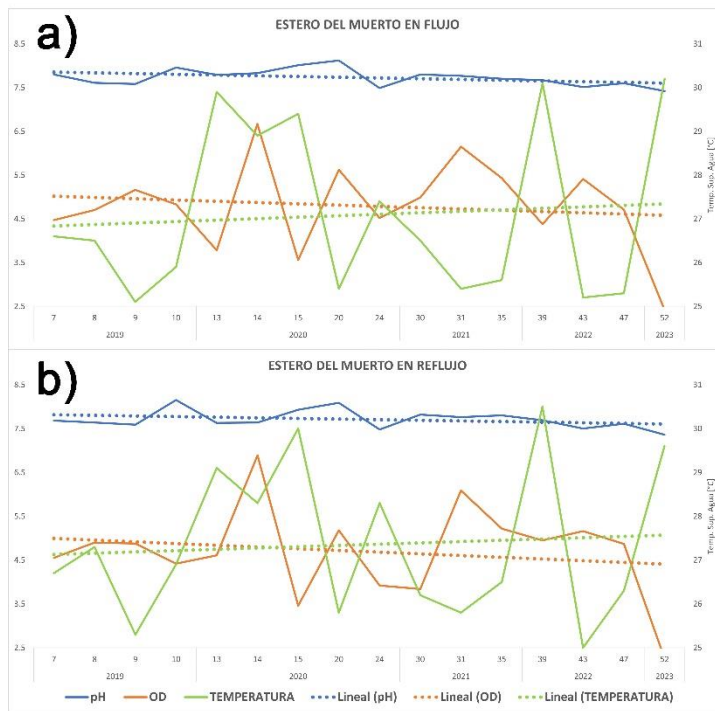 a)
ESTERO DEL MUERTO EN FLUJO
8.5
7.5
6.5
5.5
4.5
3.5
2.5
31
30
29
28
27
26
25
Temp. Sup. Agua [°C]
7 8 9 10 13 14 15 20 24 30 31 35 39 43 47 52
2019 2020 2021 2022 2023
b)
ESTERO DEL MUERTO EN REFLUJO
8.5
7.5
6.5
5.5
4.5
3.5
2.5
31
30
29
28
27
26
25
Temp. Sup. Agua [°C]
7 8 9 10 13 14 15 20 24 30 31 35 39 43 47 52
2019 2020 2021 2022 2023
pH OD TEMPERATURA Lineal (pH) Lineal (OD) Lineal (TEMPERATURA)